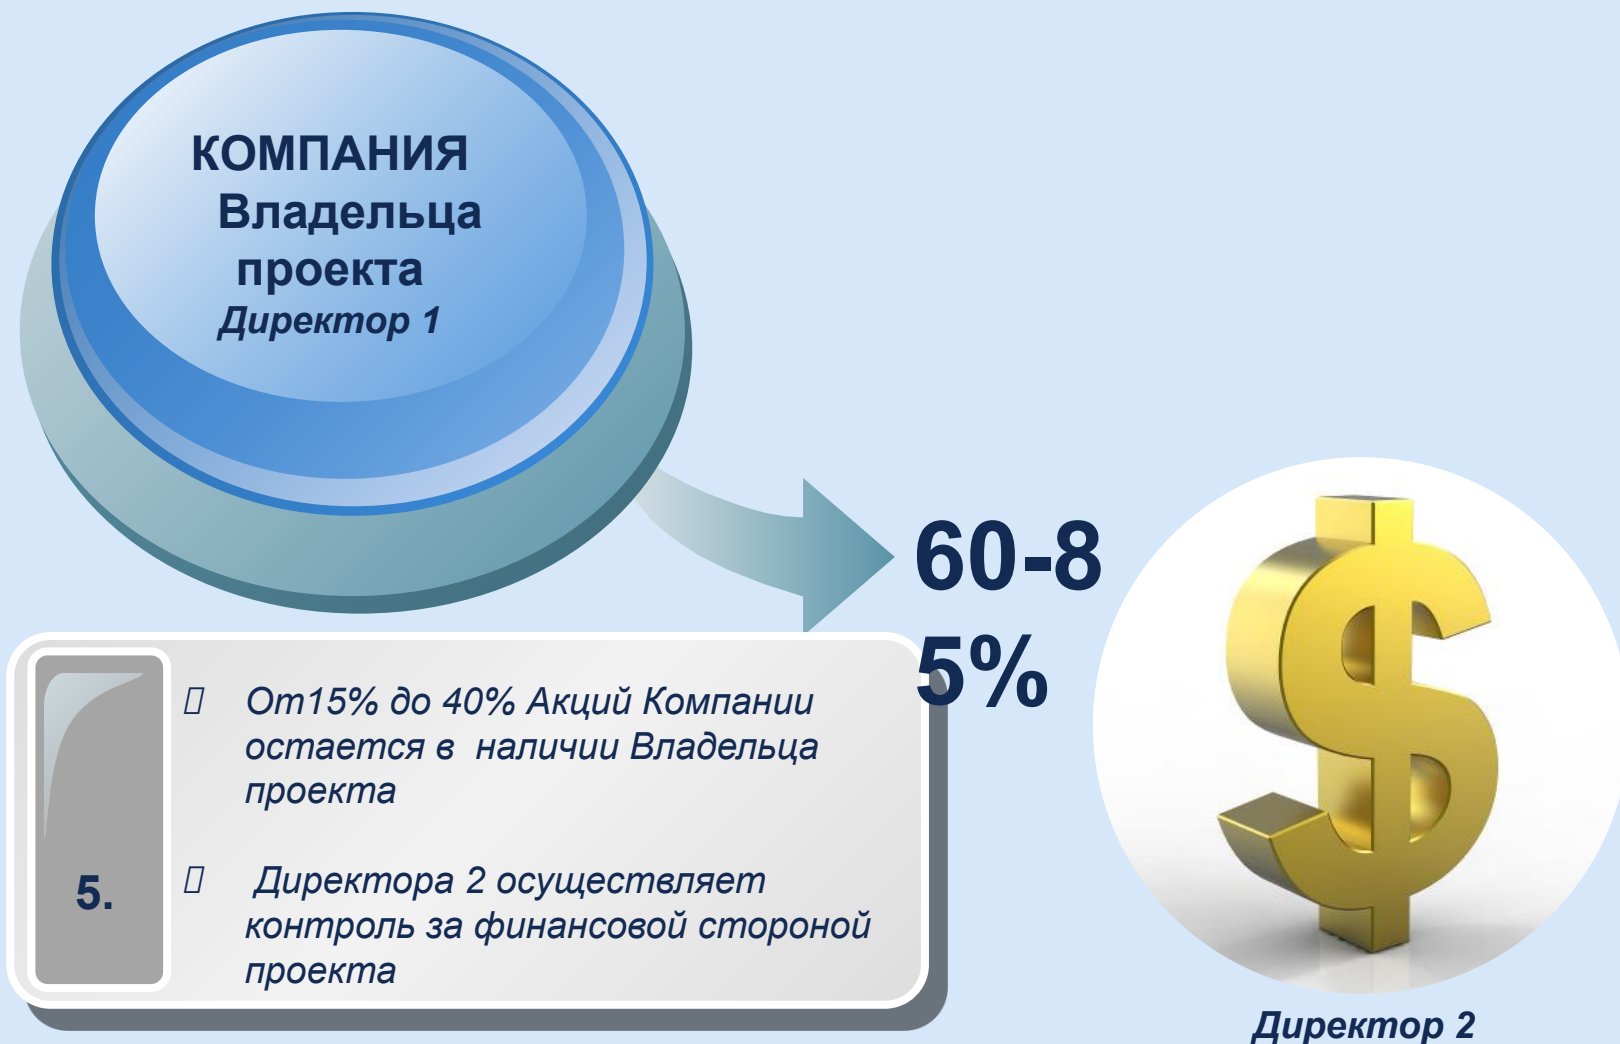 КОМПАНИЯ
Владельца
проекта
Директор 1
60-8
5%
От15% до 40% Акций Компании
остается в наличии Владельца
проекта
5.
Директора 2 осуществляет
контроль за финансовой стороной
проекта
Директор 2